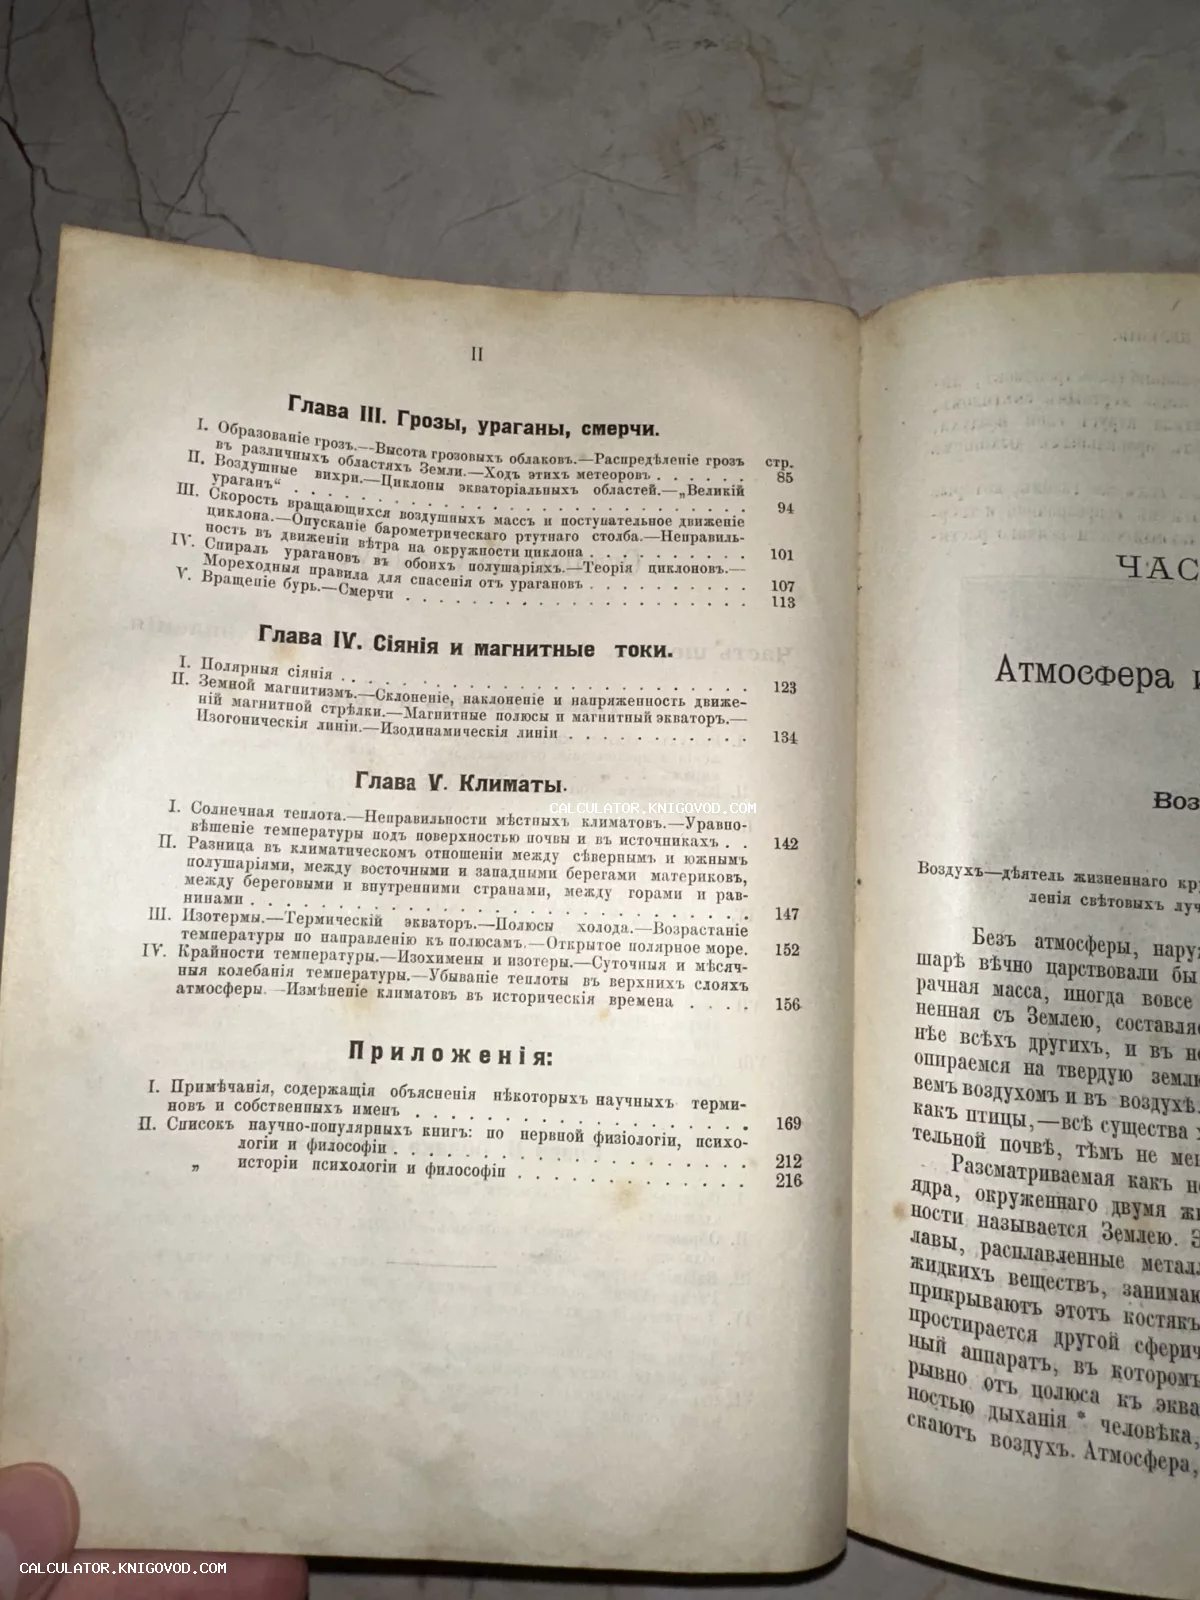 II
Глава III. Грозы, ураганы, смерчи.
стр.
I. Образованіе грозъ.—Высота грозовыхъ облаковъ.—Распредѣленіе грозъ
въ различныхъ областяхъ Земли.—Ходъ этихъ метеоровъ . . . . . . 85
II. Воздушные вихри.—Циклоны экваторіальныхъ областей.—„Великій
ураганъ“ . . . . . . . . . . . . . . . . . . . . 94
III. Скорость вращающихся воздушныхъ массъ и поступательное движеніе
циклона.—Опусканіе барометрическаго ртутнаго столба.—Неправиль-
ность въ движеніи вѣтра на окружности циклона . . . . . . . . . . 101
IV. Спираль урагановъ въ обоихъ полушаріяхъ.—Теорія циклоновъ.—
Мореходныя правила для спасенія отъ урагановъ . . . . . . . . . . 107
V. Вращеніе бурь.—Смерчи . . . . . . . . . . . . . . . . . . 113
Глава IV. Сіянія и магнитные токи.
I. Полярныя сіянія . . . . . . . . . . . . . . . . . . . . . 123
II. Земной магнитизмъ.—Склоненіе, наклоненіе и напряженность движе-
ній магнитной стрѣлки.—Магнитные полюсы и магнитный экваторъ.—
Изогоническія линіи.—Изодинамическія линіи . . . . . . . . . . . 134
Глава V. Климаты.
I. Солнечная теплота.—Неправильности мѣстныхъ климатовъ.—Уравно-
вѣшеніе температуры подъ поверхностью почвы и въ источникахъ . . 142
II. Разница въ климатическомъ отношеніи между сѣвернымъ и южнымъ
полушаріями, между восточными и западными берегами материковъ,
между береговыми и внутренними странами, между горами и рав-
нинами . . . . . . . . . . . . . . . . . . . . . . . . 147
III. Изотермы.—Термическій экваторъ.—Полюсы холода.—Возрастаніе
температуры по направленію къ полюсамъ.—Открытое полярное море. 152
IV. Крайности температуры.—Изохимены и изотеры.—Суточныя и мѣсяч-
ныя колебанія температуры.—Убываніе теплоты въ верхнихъ слояхъ
атмосферы.—Измѣненіе климатовъ въ историческія времена . . . . 156
Приложенія:
I. Примѣчанія, содержащія объясненія нѣкоторыхъ научныхъ терми-
новъ и собственныхъ именъ . . . . . . . . . . . . . . . . . 169
II. Списокъ научно-популярныхъ книгъ: по нервной физіологіи, психо-
логіи и философіи . . . . . . . . . . . . . . . . . . . 212
„ исторіи психологіи и философіи . . . . . . . . . . . . 216
ЧАС
Атмосфера и
Воз
Воздухъ—дѣятель жизненнаго кру
ленія свѣтовыхъ луч
Безъ атмосферы, наруж
шарѣ вѣчно царствовали бы
рачная масса, иногда вовсе
ненная съ Землею, составляе
нѣе всѣхъ другихъ, и въ не
опираемся на твердую землю
вемъ воздухомъ и въ воздухѣ.
какъ птицы,—всѣ существа
тельной почвѣ, тѣмъ не мен
Разсматриваемая какъ не
ядра, окруженнаго двумя жи
ности называется Землею. Э
лавы, расплавленные металл
жидкихъ веществъ, занимаю
прикрываютъ этотъ костякъ
простирается другой сферич
ный аппаратъ, въ которомъ
рывно отъ полюса къ эква
ностью дыханія * человѣка,
скаютъ воздухъ. Атмосфера,
CALCULATOR.KNIGOVOD.COM
CALCULATOR.KNIGOVOD.COM